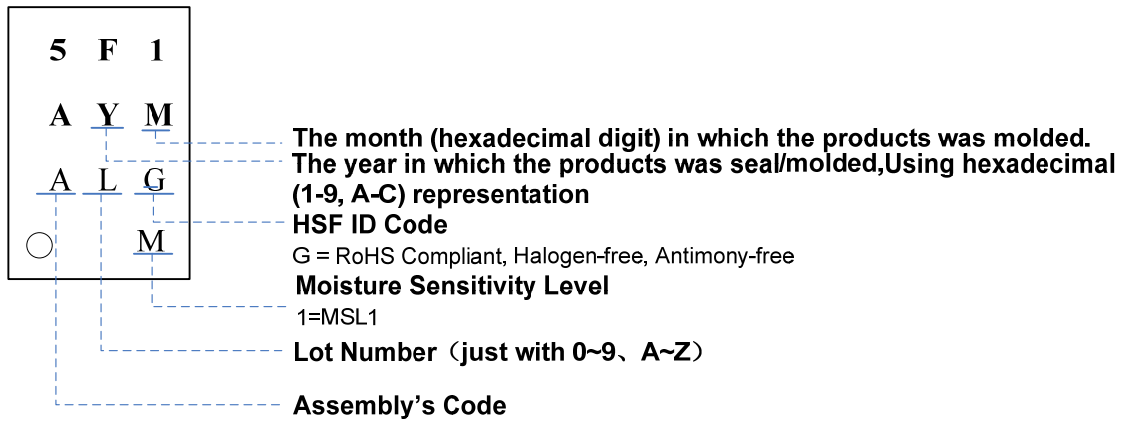 5 F 1
A Y M
A L G
M
The month (hexadecimal digit) in which the products was molded.
The year in which the products was seal/molded,Using hexadecimal
(1-9, A-C) representation
HSF ID Code
G = RoHS Compliant, Halogen-free, Antimony-free
Moisture Sensitivity Level
1=MSL1
Lot Number（just with 0~9、A~Z）
Assembly's Code